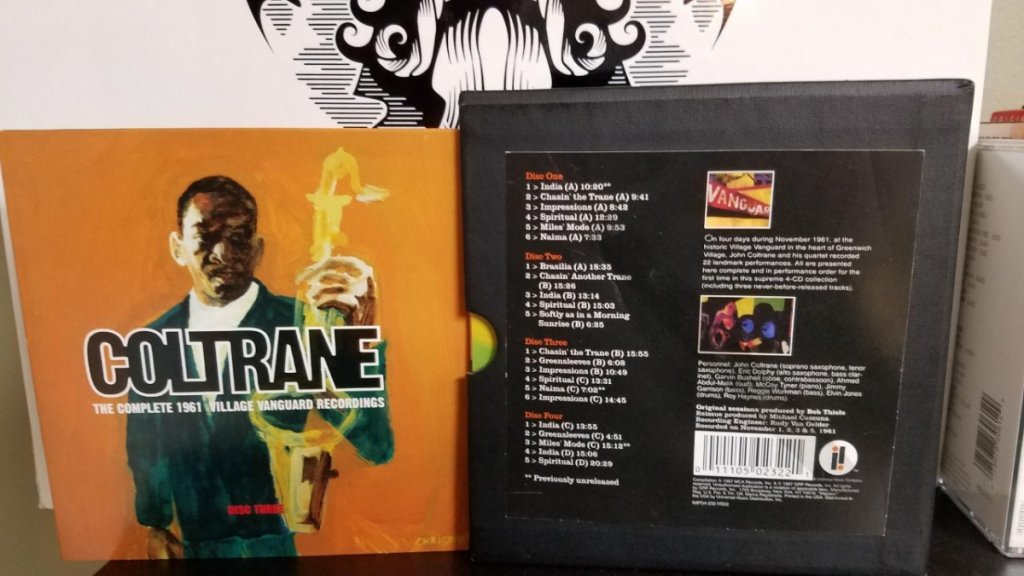 COLTRANE
THE COMPLETE 1961 VILLAGE VANGUARD RECORDINGS
DISC THREE
Disc One
1 > India (A) 10:20**
2 > Chasin' the Trane (A) 9:41
3 > Impressions (A) 8:42
4 > Spiritual (A) 12:29
5 > Miles' Mode (A) 9:53
6 > Naima (A) 7:33
Disc Two
1 > Brasilia (A) 18:35
2 > Chasin' Another Trane
(B) 15:26
3 > India (B) 13:14
4 > Spiritual (B) 15:03
5 > Softly as in a Morning
Sunrise (B) 6:25
Disc Three
1 > Chasin' the Trane (B) 15:55
2 > Greensleeves (B) 6:08
3 > Impressions (B) 10:49
4 > Spiritual (C) 13:31
5 > Naima (C) 7:02**
6 > Impressions (C) 14:45
Disc Four
1 > India (C) 13:55
2 > Greensleeves (C) 4:51
3 > Miles' Mode (C) 15:12**
4 > India (D) 15:06
5 > Spiritual (D) 20:29
** Previously unreleased
VANGUAR
On four days during November 1961, at the
historic Village Vanguard in the heart of Greenwich
Village, John Coltrane and his quartet recorded
22 landmark performances. All are presented
here complete and in performance order for the
first time in this supreme 4-CD collection
(including three never-before-released tracks).
Personnel: John Coltrane (soprano saxophone, tenor
saxophone), Eric Dolphy (alto saxophone, bass clar-
inet), Garvin Bushell (oboe, contrabassoon), Ahmed
Abdul-Malik (oud), McCoy Tyner (piano), Jimmy
Garrison (bass), Reggie Workman (bass), Elvin Jones
(drums), Roy Haynes (drums).
Original sessions produced by Bob Thiele
Reissue produced by Michael Cuscuna
Recording Engineer: Rudy Van Gelder
Recorded on November 1, 2, 3 & 5, 1961
0 11105 02322 1